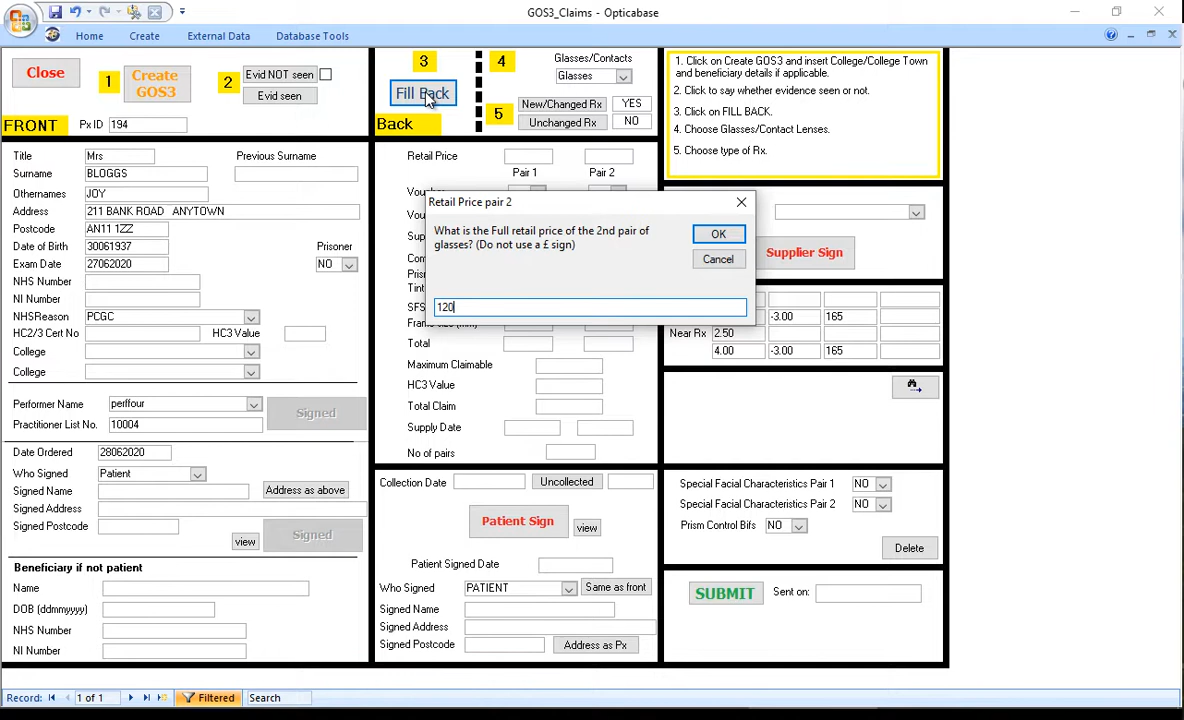 GOS3_Claims - Opticabase
Home Create External Data Database Tools
Close
1
Create GOS3
2
Evid NOT seen
Evid seen
FRONT
Px ID 194
3
Fill Back
Back
4
Glasses/Contacts
Glasses
5
New/Changed Rx YES
Unchanged Rx NO
1. Click on Create GOS3 and insert College/College Town
and beneficiary details if applicable.
2. Click to say whether evidence seen or not.
3. Click on FILL BACK.
4. Choose Glasses/Contact Lenses.
5. Choose type of Rx.
Title Mrs
Previous Surname
Surname BLOGGS
Othernames JOY
Address 211 BANK ROAD ANYTOWN
Postcode AN11 1ZZ
Date of Birth 30061937
Prisoner
Exam Date 27062020
NO
NHS Number
NI Number
NHSReason PCGC
HC2/3 Cert No
HC3 Value
College
College
Performer Name perffour
Signed
Practitioner List No. 10004
Date Ordered 28062020
Who Signed Patient
Signed Name
Address as above
Signed Address
Signed Postcode
view
Signed
Beneficiary if not patient
Name
DOB (ddmmyyyy)
NHS Number
NI Number
Retail Price
Pair 1 Pair 2
Retail Price pair 2
What is the Full retail price of the 2nd pair of
glasses? (Do not use a £ sign)
OK
Cancel
120
Total
Maximum Claimable
HC3 Value
Total Claim
Supply Date
No of pairs
Collection Date
Uncollected
Patient Sign
view
Patient Signed Date
Who Signed PATIENT
Same as front
Signed Name
Signed Address
Signed Postcode
Address as Px
Supplier Sign
-3.00 165
Near Rx 2.50
4.00 -3.00 165
Special Facial Characteristics Pair 1 NO
Special Facial Characteristics Pair 2 NO
Prism Control Bifs NO
Delete
SUBMIT
Sent on:
Record: 1 of 1 Filtered Search